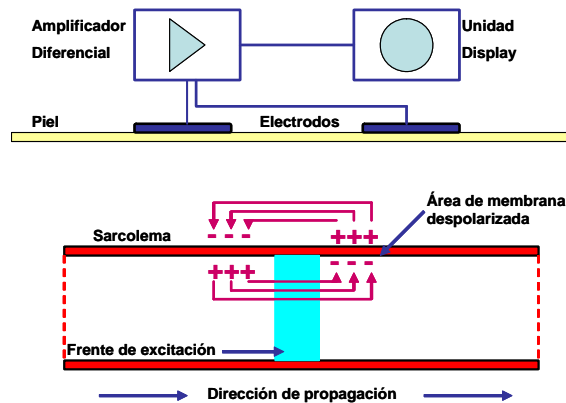 Amplificador
Diferencial
Unidad
Display
Piel
Electrodos
Área de membrana
despolarizada
- - -
+++
Sarcolema
- - -
+++
Frente de excitación
Dirección de propagación